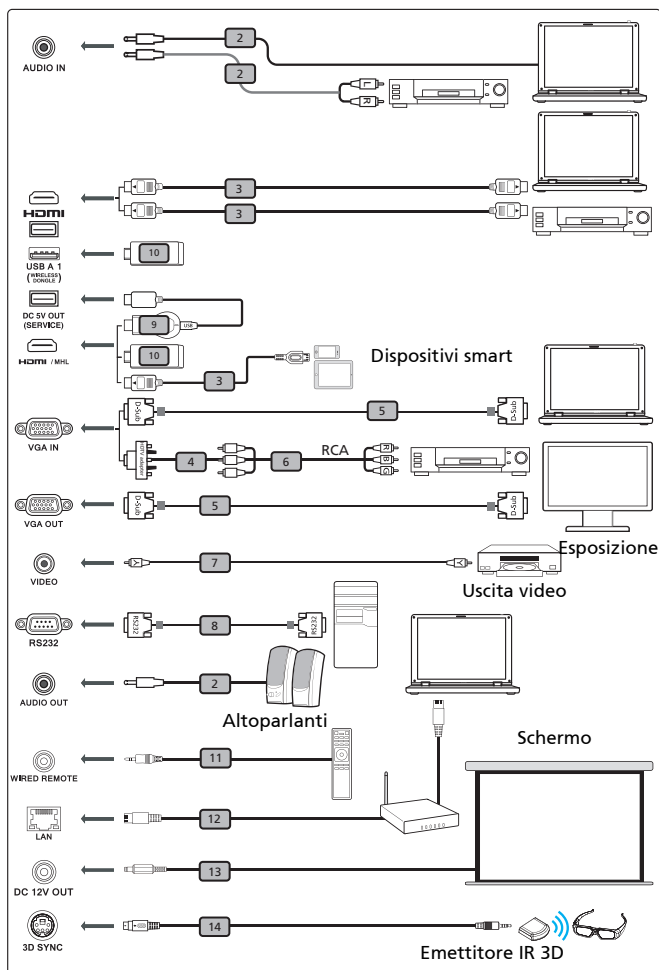 2
AUDIO IN
2
L
R
3
HDMI
3
10
USB A 1
(WIRELESS DONGLE)
DC 5V OUT
(SERVICE)
9
USB
10
Dispositivi smart
HDMI / MHL
3
D-Sub
5
D-Sub
VGA IN
HDTV adapter
4
6
RCA
R
B
G
D-Sub
5
D-Sub
VGA OUT
Esposizione
7
VIDEO
Uscita video
RS232
8
RS232
RS232
2
AUDIO OUT
Altoparlanti
Schermo
11
WIRED REMOTE
12
LAN
13
DC 12V OUT
14
3D SYNC
Emettitore IR 3D